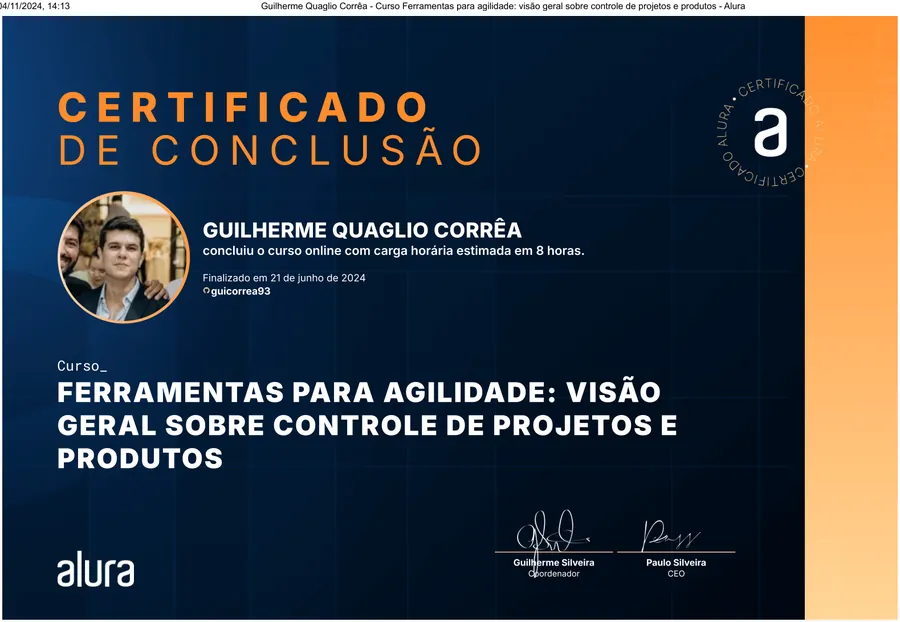 04/11/2024, 14:13
Guilherme Quaglio Corrêa - Curso Ferramentas para agilidade: visão geral sobre controle de projetos e produtos - Alura
CERTIFICADO
DE CONCLUSÃO
CERTIFICADO ALURA • CERTIFICADO ALURA •
a
GUILHERME QUAGLIO CORRÊA
concluiu o curso online com carga horária estimada em 8 horas.
Finalizado em 21 de junho de 2024
guicorrea93
Curso_
FERRAMENTAS PARA AGILIDADE: VISÃO
GERAL SOBRE CONTROLE DE PROJETOS E
PRODUTOS
alura
Guilherme Silveira
Coordenador
Paulo Silveira
CEO